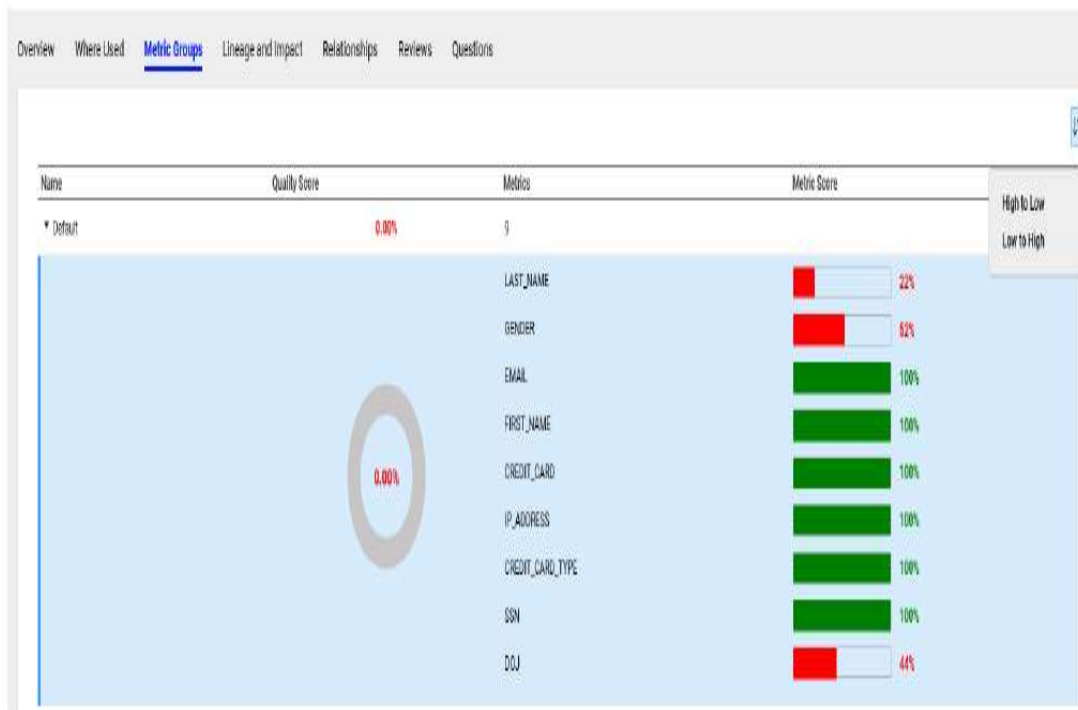 Overview Where Used Metric Groups Lineage and Impact Relationships Reviews Questions
Name Quality Score Metrics Metric Score
High to Low
Default 0.00% 9
Low to High
LAST_NAME 22%
GENDER 52%
EMAIL 100%
FIRST_NAME 100%
0.00% CREDIT_CARD 100%
IP_ADDRESS 100%
CREDIT_CARD_TYPE 100%
SSN 100%
DOJ 44%